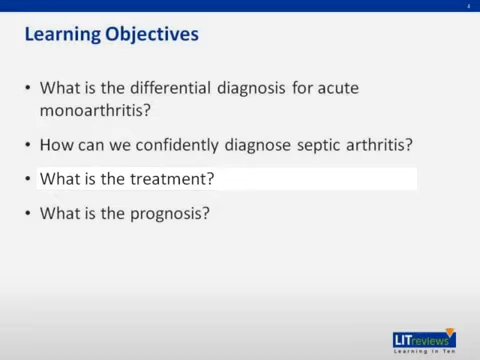 4
Learning Objectives
• What is the differential diagnosis for acute
monoarthritis?
• How can we confidently diagnose septic arthritis?
• What is the treatment?
• What is the prognosis?
LITreviews
Learning in Ten